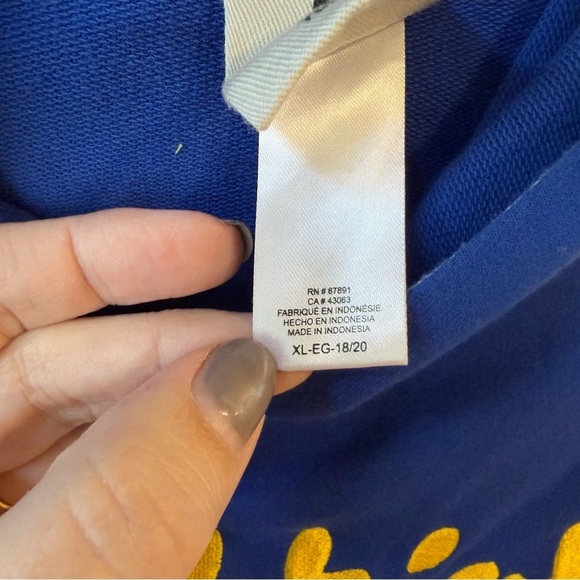 RN # 67891
CA # 43063
FABRIQUÉ EN INDONÉSIE
HECHO EN INDONESIA
MADE IN INDONESIA
XL-EG-18/20